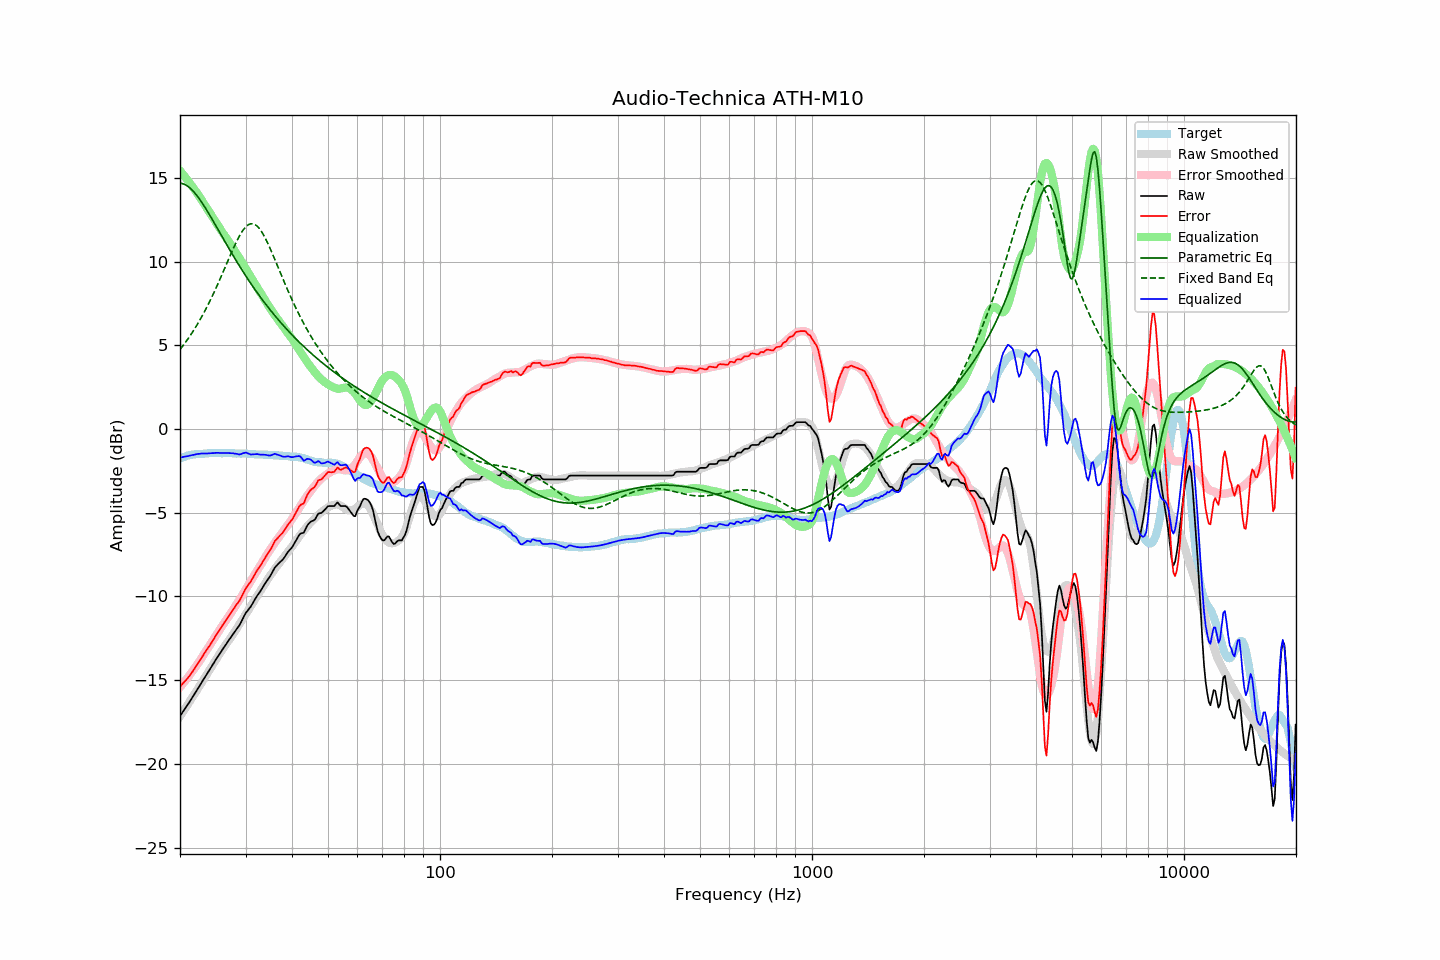 Audio-Technica ATH-M10
Target
Raw Smoothed
Error Smoothed
Raw
Error
Equalization
Parametric Eq
Fixed Band Eq
Equalized
15
10
5
0
−5
−10
−15
−20
−25
Amplitude (dBr)
100
1000
10000
Frequency (Hz)